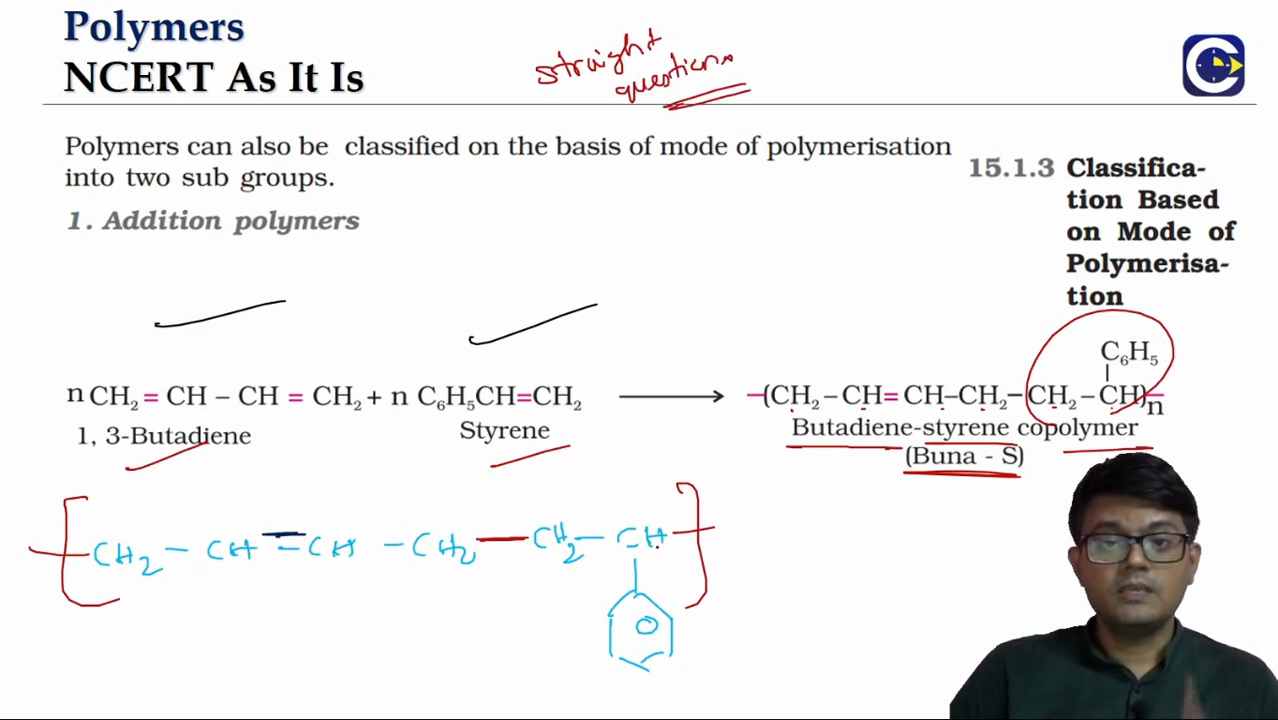 Polymers
NCERT As It Is
straight
questions
Polymers can also be classified on the basis of mode of polymerisation
into two sub groups.
1. Addition polymers
15.1.3 Classifica-
tion Based
on Mode of
Polymerisa-
tion
C₆H₅
n CH₂ = CH – CH = CH₂ + n C₆H₅CH=CH₂ ⟶ –(CH₂ – CH=CH–CH₂ – CH₂ – CH)n–
1, 3-Butadiene
Styrene
Butadiene-styrene copolymer
(Buna - S)
[CH₂ – CH = CH – CH₂ — CH₂ – CH]